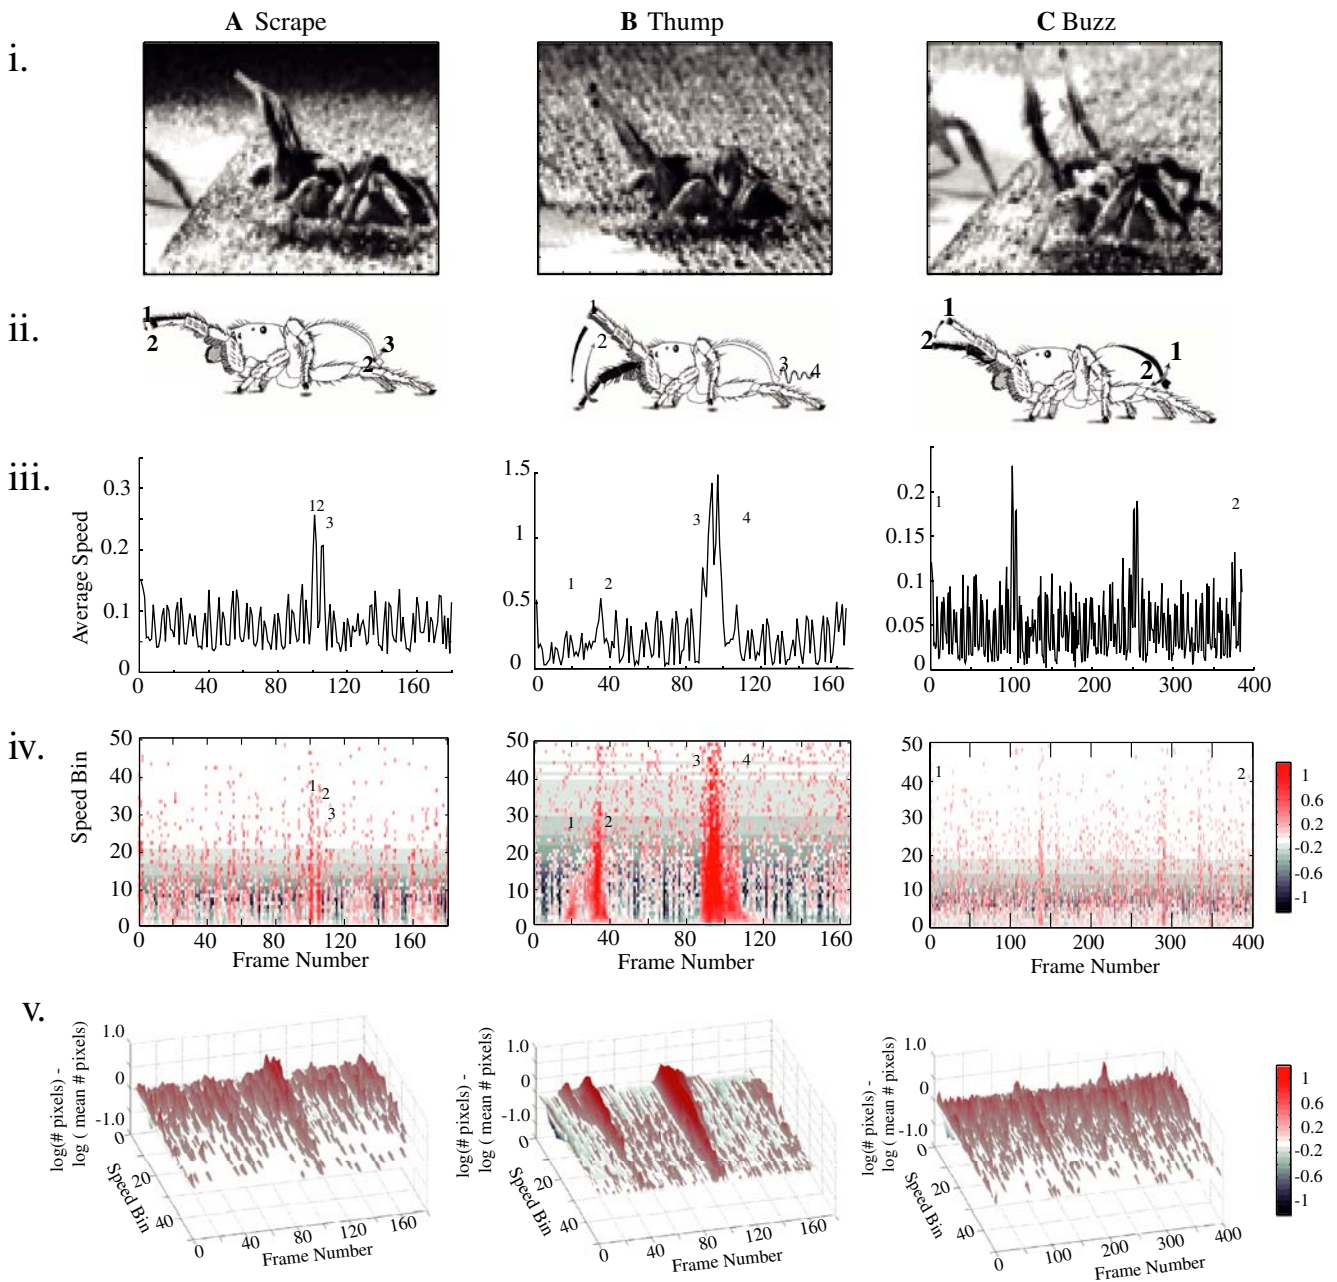 A Scrape
B Thump
C Buzz
i.
ii.
1
2
3
2
1
2
3
4
1
2
1
2
iii.
Average Speed
0.3
0.2
0.1
0
12
3
0 40 80 120 160
1.5
1
0.5
0
1 2 3 4
0 40 80 120 160
0.2
0.15
0.1
0.05
0
1 2
0 100 200 300 400
iv.
Speed Bin
50
40
30
20
10
0
1
2
3
0 40 80 120 160
Frame Number
50
40
30
20
10
0
3 4
1 2
0 40 80 120 160
Frame Number
50
40
30
20
10
0
1 2
0 100 200 300 400
Frame Number
1
0.6
0.2
-0.2
-0.6
-1
v.
log(# pixels) -
log ( mean # pixels)
1.0
0
-1.0
0
20
40
Speed Bin
0 40 80 120 160
Frame Number
log(# pixels) -
log ( mean # pixels)
1.0
0
-1.0
0
20
40
Speed Bin
0 40 80 120 160
Frame Number
log(# pixels) -
log ( mean # pixels)
1.0
0
-1.0
0
20
40
Speed Bin
0 100 200 300 400
Frame Number
1
0.6
0.2
-0.2
-0.6
-1